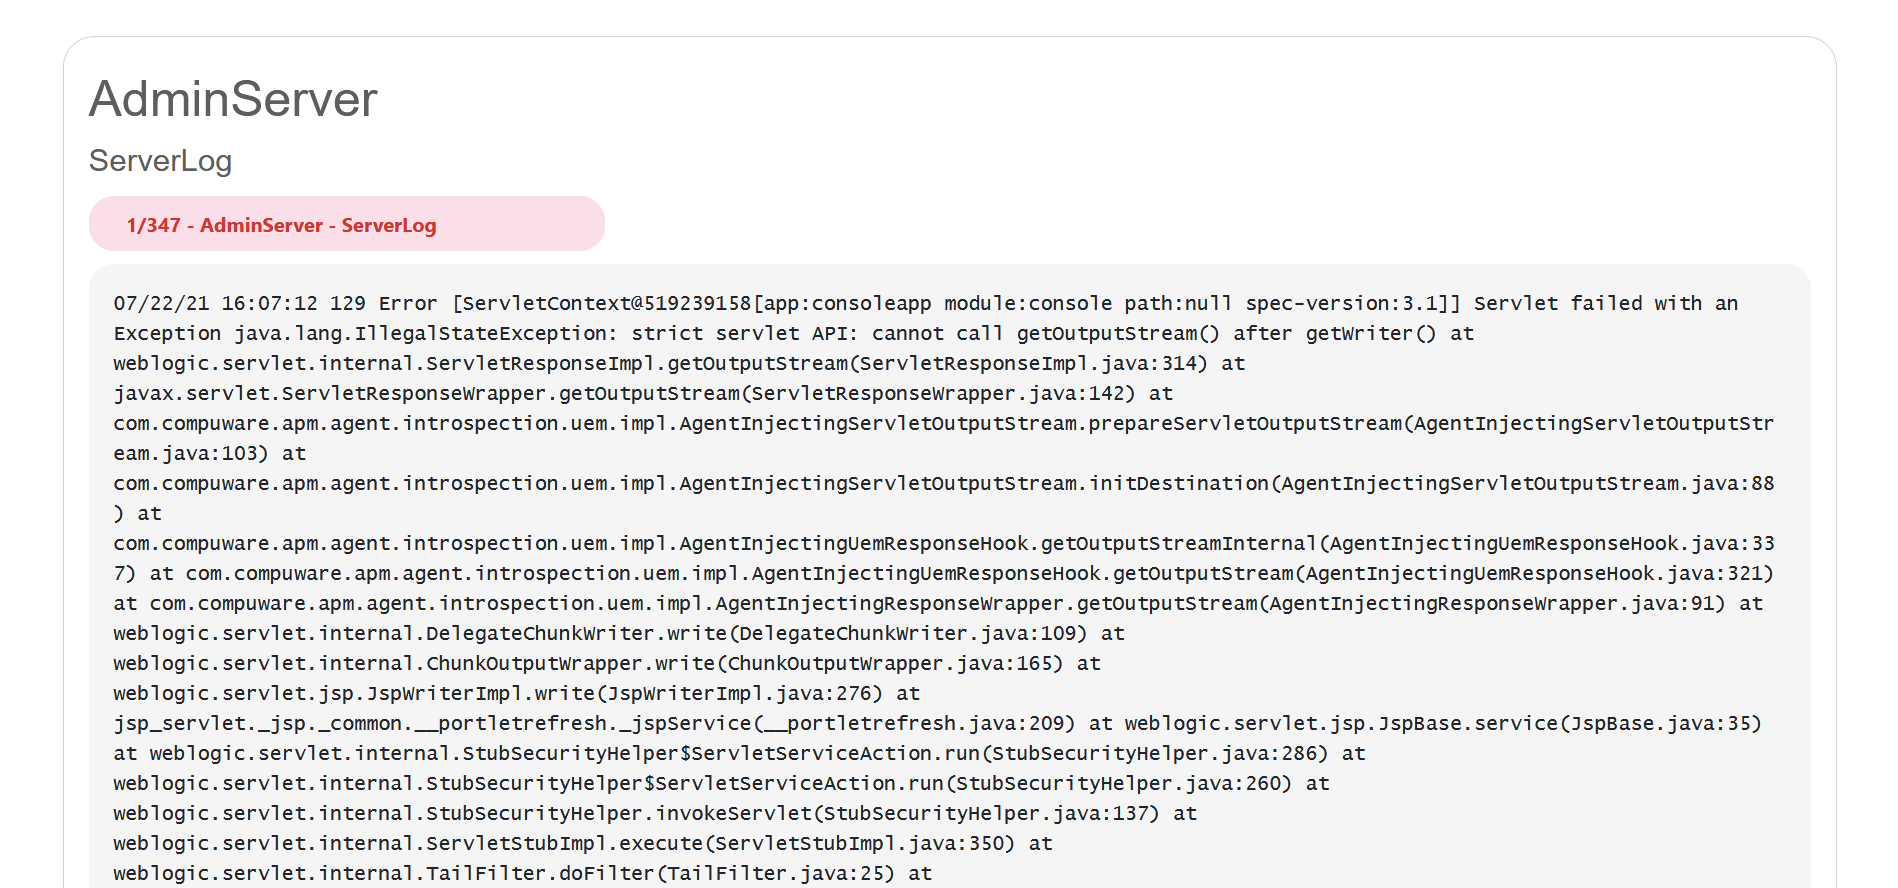 AdminServer
ServerLog
1/347 - AdminServer - ServerLog
07/22/21 16:07:12 129 Error [ServletContext@519239158[app:consoleapp module:console path:null spec-version:3.1]] Servlet failed with an
Exception java.lang.IllegalStateException: strict servlet API: cannot call getOutputStream() after getWriter() at
weblogic.servlet.internal.ServletResponseImpl.getOutputStream(ServletResponseImpl.java:314) at
javax.servlet.ServletResponseWrapper.getOutputStream(ServletResponseWrapper.java:142) at
com.compuware.apm.agent.introspection.uem.impl.AgentInjectingServletOutputStream.prepareServletOutputStream(AgentInjectingServletOutputStr
eam.java:103) at
com.compuware.apm.agent.introspection.uem.impl.AgentInjectingServletOutputStream.initDestination(AgentInjectingServletOutputStream.java:88
) at
com.compuware.apm.agent.introspection.uem.impl.AgentInjectingUemResponseHook.getOutputStreamInternal(AgentInjectingUemResponseHook.java:33
7) at com.compuware.apm.agent.introspection.uem.impl.AgentInjectingUemResponseHook.getOutputStream(AgentInjectingUemResponseHook.java:321)
at com.compuware.apm.agent.introspection.uem.impl.AgentInjectingResponseWrapper.getOutputStream(AgentInjectingResponseWrapper.java:91) at
weblogic.servlet.internal.DelegateChunkWriter.write(DelegateChunkWriter.java:109) at
weblogic.servlet.internal.ChunkOutputWrapper.write(ChunkOutputWrapper.java:165) at
weblogic.servlet.jsp.JspWriterImpl.write(JspWriterImpl.java:276) at
jsp_servlet._jsp._common.__portletrefresh._jspService(__portletrefresh.java:209) at weblogic.servlet.jsp.JspBase.service(JspBase.java:35)
at weblogic.servlet.internal.StubSecurityHelper$ServletServiceAction.run(StubSecurityHelper.java:286) at
weblogic.servlet.internal.StubSecurityHelper$ServletServiceAction.run(StubSecurityHelper.java:260) at
weblogic.servlet.internal.StubSecurityHelper.invokeServlet(StubSecurityHelper.java:137) at
weblogic.servlet.internal.ServletStubImpl.execute(ServletStubImpl.java:350) at
weblogic.servlet.internal.TailFilter.doFilter(TailFilter.java:25) at